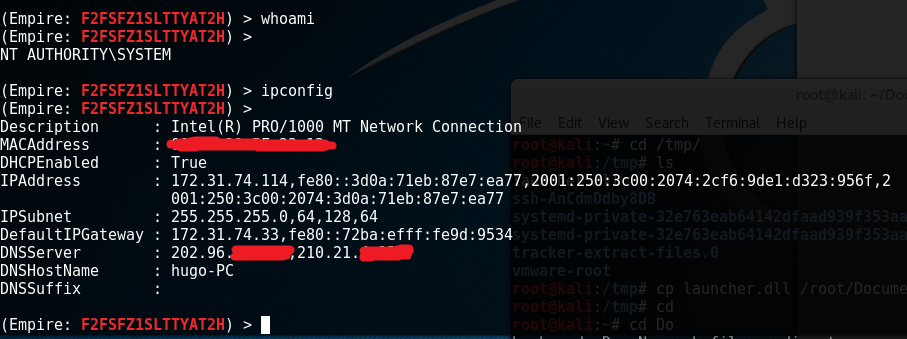 (Empire: F2FSFZ1SLTTYAT2H) > whoami
(Empire: F2FSFZ1SLTTYAT2H) >
NT AUTHORITY\SYSTEM
(Empire: F2FSFZ1SLTTYAT2H) > ipconfig
(Empire: F2FSFZ1SLTTYAT2H) >
Description : Intel(R) PRO/1000 MT Network Connection
MACAddress :
DHCPEnabled : True
IPAddress : 172.31.74.114,fe80::3d0a:71eb:87e7:ea77,2001:250:3c00:2074:2cf6:9de1:d323:956f,2
001:250:3c00:2074:3d0a:71eb:87e7:ea77
IPSubnet : 255.255.255.0,64,128,64
DefaultIPGateway : 172.31.74.33,fe80::72ba:efff:fe9d:9534
DNSServer : 202.96. ,210.21.
DNSHostName : hugo-PC
DNSSuffix :
(Empire: F2FSFZ1SLTTYAT2H) >
root@kali: ~/Doc
File Edit View Search Terminal Help
root@kali:~# cd /tmp/
root@kali:/tmp# ls
ssh-AnCdmDdby8DB
systemd-private-32e763eab64142dfaad939f353aa
systemd-private-32e763eab64142dfaad939f353aa
tracker-extract-files.0
vmware-root
root@kali:/tmp# cp launcher.dll /root/Docume
root@kali:/tmp# cd
root@kali:~# cd Do